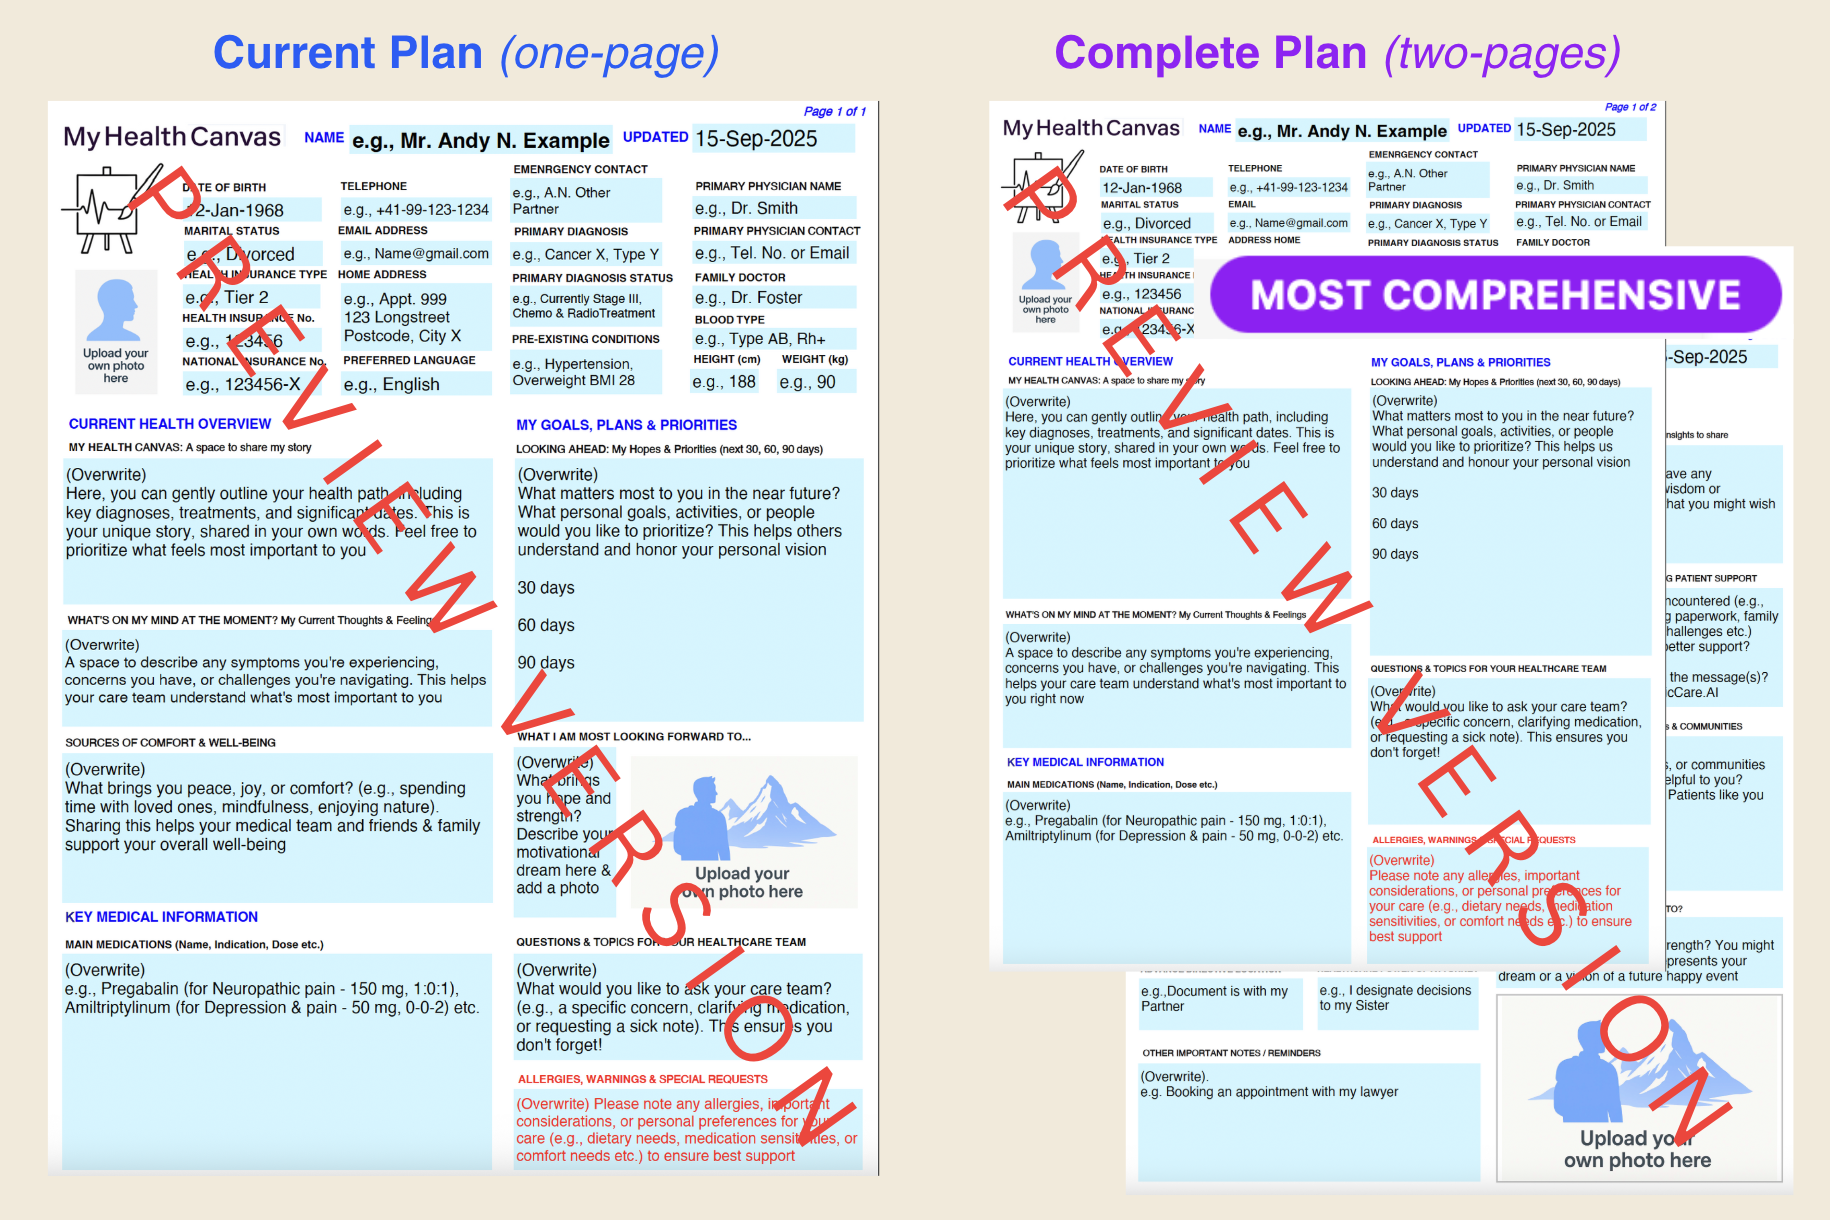 Current Plan (one-page)
Page 1 of 1
My Health Canvas
NAME e.g., Mr. Andy N. Example
UPDATED 15-Sep-2025
DATE OF BIRTH
12-Jan-1968
MARITAL STATUS
e.g., Divorced
HEALTH INSURANCE TYPE
e.g., Tier 2
HEALTH INSURANCE No.
e.g., 123456
NATIONAL INSURANCE No.
e.g., 123456-X
TELEPHONE
e.g., +41-99-123-1234
EMAIL ADDRESS
e.g., Name@gmail.com
HOME ADDRESS
e.g., Appt. 999
123 Longstreet
Postcode, City X
PREFERRED LANGUAGE
e.g., English
EMENRGENCY CONTACT
e.g., A.N. Other
Partner
PRIMARY DIAGNOSIS
e.g., Cancer X, Type Y
PRIMARY DIAGNOSIS STATUS
e.g., Currently Stage III,
Chemo & RadioTreatment
PRE-EXISTING CONDITIONS
e.g., Hypertension,
Overweight BMI 28
PRIMARY PHYSICIAN NAME
e.g., Dr. Smith
PRIMARY PHYSICIAN CONTACT
e.g., Tel. No. or Email
FAMILY DOCTOR
e.g., Dr. Foster
BLOOD TYPE
e.g., Type AB, Rh+
HEIGHT (cm) WEIGHT (kg)
e.g., 188 e.g., 90
Upload your
own photo
here
CURRENT HEALTH OVERVIEW
MY HEALTH CANVAS: A space to share my story
(Overwrite)
Here, you can gently outline your health path, including
key diagnoses, treatments, and significant dates. This is
your unique story, shared in your own words. Feel free to
prioritize what feels most important to you
WHAT'S ON MY MIND AT THE MOMENT? My Current Thoughts & Feelings
(Overwrite)
A space to describe any symptoms you're experiencing,
concerns you have, or challenges you're navigating. This helps
your care team understand what's most important to you
SOURCES OF COMFORT & WELL-BEING
(Overwrite)
What brings you peace, joy, or comfort? (e.g., spending
time with loved ones, mindfulness, enjoying nature).
Sharing this helps your medical team and friends & family
support your overall well-being
KEY MEDICAL INFORMATION
MAIN MEDICATIONS (Name, Indication, Dose etc.)
(Overwrite)
e.g., Pregabalin (for Neuropathic pain - 150 mg, 1:0:1),
Amiltriptylinum (for Depression & pain - 50 mg, 0-0-2) etc.
MY GOALS, PLANS & PRIORITIES
LOOKING AHEAD: My Hopes & Priorities (next 30, 60, 90 days)
(Overwrite)
What matters most to you in the near future?
What personal goals, activities, or people
would you like to prioritize? This helps others
understand and honor your personal vision
30 days
60 days
90 days
WHAT I AM MOST LOOKING FORWARD TO...
(Overwrite)
What brings
you hope and
strength?
Describe your
motivational
dream here &
add a photo
Upload your
own photo here
QUESTIONS & TOPICS FOR YOUR HEALTHCARE TEAM
(Overwrite)
What would you like to ask your care team?
(e.g., a specific concern, clarifying medication,
or requesting a sick note). This ensures you
don't forget!
ALLERGIES, WARNINGS & SPECIAL REQUESTS
(Overwrite) Please note any allergies, important
considerations, or personal preferences for your
care (e.g., dietary needs, medication sensitivities, or
comfort needs etc.) to ensure best support
PREVIEW VERSION
Complete Plan (two-pages)
Page 1 of 2
My Health Canvas
NAME e.g., Mr. Andy N. Example
UPDATED 15-Sep-2025
DATE OF BIRTH
12-Jan-1968
MARITAL STATUS
e.g., Divorced
HEALTH INSURANCE TYPE
e.g., Tier 2
HEALTH INSURANCE
e.g., 123456
NATIONAL INSURANC
e.g., 123456-X
TELEPHONE
e.g., +41-99-123-1234
EMAIL
e.g., Name@gmail.com
ADDRESS HOME
EMENRGENCY CONTACT
e.g., A.N. Other
Partner
PRIMARY DIAGNOSIS
e.g., Cancer X, Type Y
PRIMARY DIAGNOSIS STATUS
PRIMARY PHYSICIAN NAME
e.g., Dr. Smith
PRIMARY PHYSICIAN CONTACT
e.g., Tel. No. or Email
FAMILY DOCTOR
Upload your
own photo
here
MOST COMPREHENSIVE
CURRENT HEALTH OVERVIEW
MY HEALTH CANVAS: A space to share my story
(Overwrite)
Here, you can gently outline your health path, including
key diagnoses, treatments, and significant dates. This is
your unique story, shared in your own words. Feel free to
prioritize what feels most important to you
WHAT'S ON MY MIND AT THE MOMENT? My Current Thoughts & Feelings
(Overwrite)
A space to describe any symptoms you're experiencing,
concerns you have, or challenges you're navigating. This
helps your care team understand what's most important to
you right now
KEY MEDICAL INFORMATION
MAIN MEDICATIONS (Name, Indication, Dose etc.)
(Overwrite)
e.g., Pregabalin (for Neuropathic pain - 150 mg, 1:0:1),
Amiltriptylinum (for Depression & pain - 50 mg, 0-0-2) etc.
MY GOALS, PLANS & PRIORITIES
LOOKING AHEAD: My Hopes & Priorities (next 30, 60, 90 days)
(Overwrite)
What matters most to you in the near future?
What personal goals, activities, or people
would you like to prioritize? This helps us
understand and honour your personal vision
30 days
60 days
90 days
QUESTIONS & TOPICS FOR YOUR HEALTHCARE TEAM
(Overwrite)
What would you like to ask your care team?
(e.g., a specific concern, clarifying medication,
or requesting a sick note). This ensures you
don't forget!
ALLERGIES, WARNINGS & SPECIAL REQUESTS
(Overwrite)
Please note any allergies, important
considerations, or personal preferences for
your care (e.g., dietary needs, medication
sensitivities, or comfort needs etc.) to ensure
best support
-Sep-2025
nsights to share
ave any
wisdom or
hat you might wish
G PATIENT SUPPORT
ncountered (e.g.,
g paperwork, family
hallenges etc.)
better support?
the message(s)?
cCare.AI
& COMMUNITIES
s, or communities
elpful to you?
Patients like you
TO?
rength? You might
presents your
dream or a vision of a future happy event
e.g.,Document is with my
Partner
e.g., I designate decisions
to my Sister
OTHER IMPORTANT NOTES / REMINDERS
(Overwrite).
e.g. Booking an appointment with my lawyer
Upload your
own photo here
PREVIEW VERSION